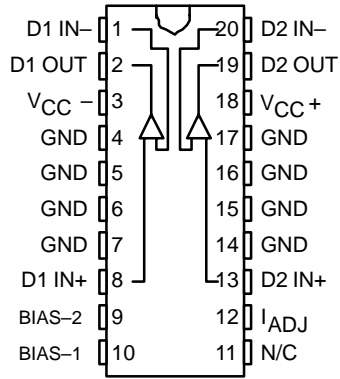 D1 IN– 1 20 D2 IN–
D1 OUT 2 19 D2 OUT
VCC – 3 18 VCC +
GND 4 17 GND
GND 5 16 GND
GND 6 15 GND
GND 7 14 GND
D1 IN+ 8 13 D2 IN+
BIAS–2 9 12 IADJ
BIAS–1 10 11 N/C